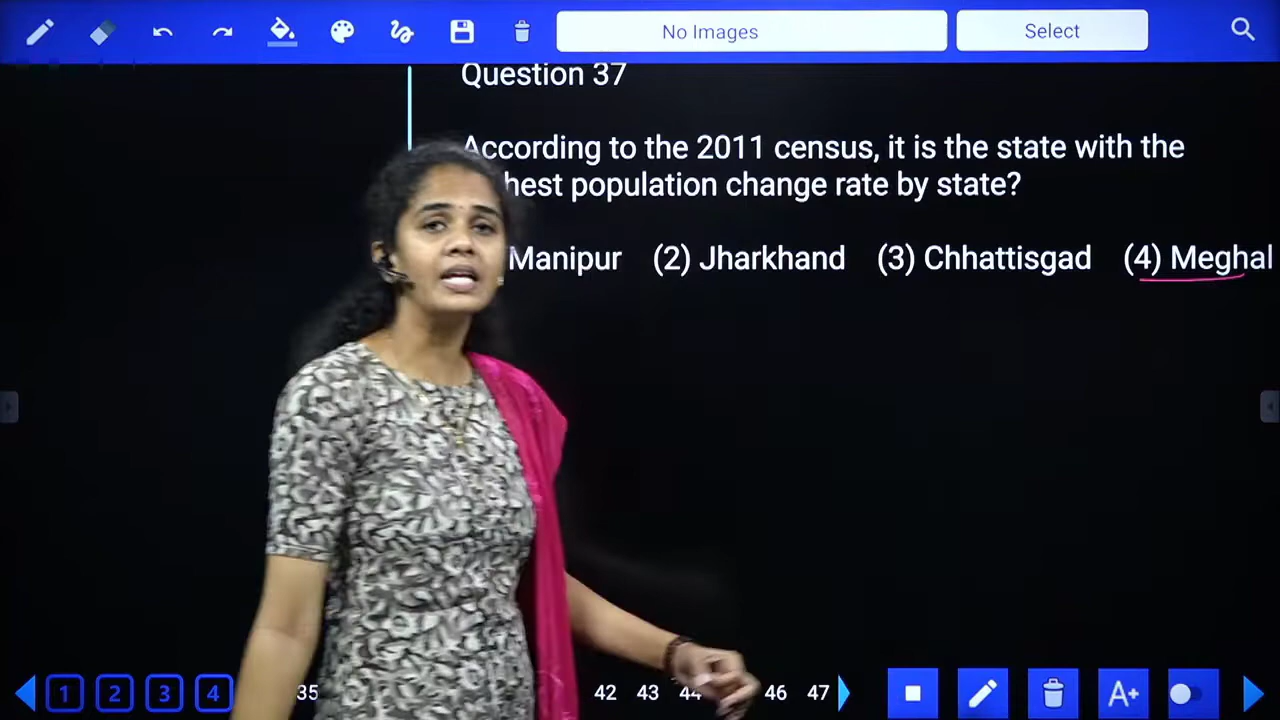 No Images
Select
Question 37
According to the 2011 census, it is the state with the
hest population change rate by state?
Manipur (2) Jharkhand (3) Chhattisgad (4) Meghal
1 2 3 4 35 42 43 44 46 47
A+